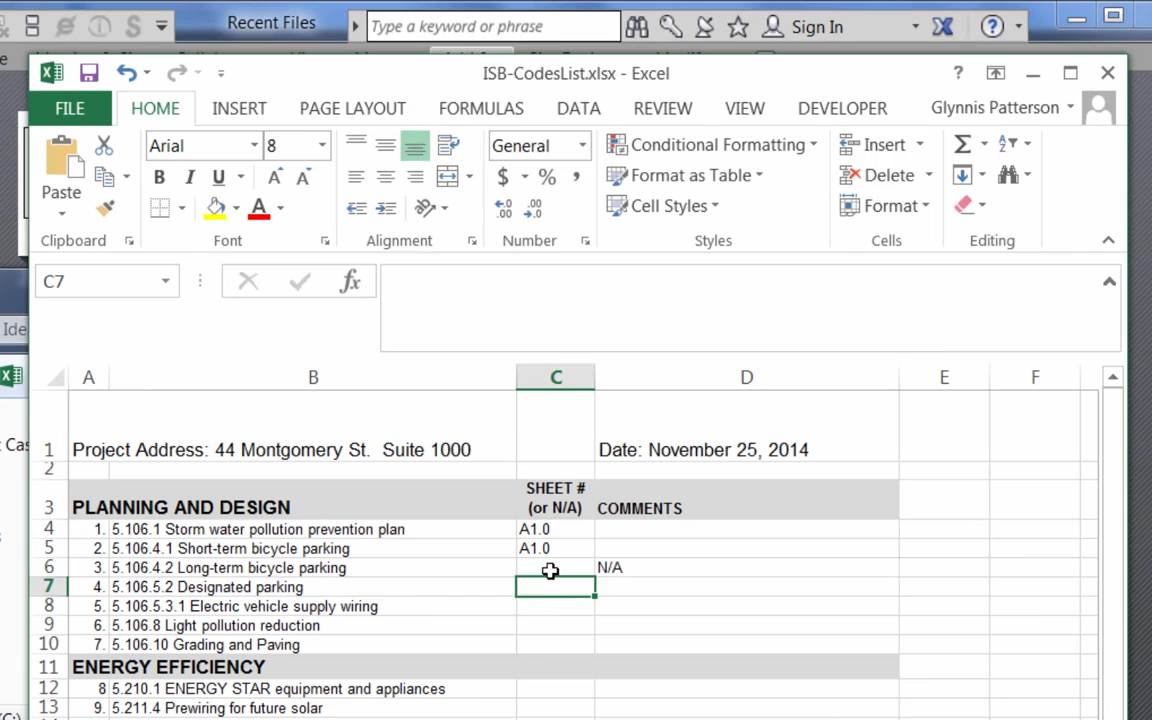 Recent Files
Type a keyword or phrase
Sign In
ISB-CodesList.xlsx - Excel
FILE HOME INSERT PAGE LAYOUT FORMULAS DATA REVIEW VIEW DEVELOPER Glynnis Patterson
Paste
Arial 8
B I U A A
A
General
$ % ,
Conditional Formatting
Format as Table
Cell Styles
Insert
Delete
Format
Clipboard Font Alignment Number Styles Cells Editing
C7 fx
Ide
A B C D E F
1 Project Address: 44 Montgomery St. Suite 1000 Date: November 25, 2014
2
SHEET #
3 PLANNING AND DESIGN (or N/A) COMMENTS
4 1. 5.106.1 Storm water pollution prevention plan A1.0
5 2. 5.106.4.1 Short-term bicycle parking A1.0
6 3. 5.106.4.2 Long-term bicycle parking N/A
7 4. 5.106.5.2 Designated parking
8 5. 5.106.5.3.1 Electric vehicle supply wiring
9 6. 5.106.8 Light pollution reduction
10 7. 5.106.10 Grading and Paving
11 ENERGY EFFICIENCY
12 8 5.210.1 ENERGY STAR equipment and appliances
13 9. 5.211.4 Prewiring for future solar